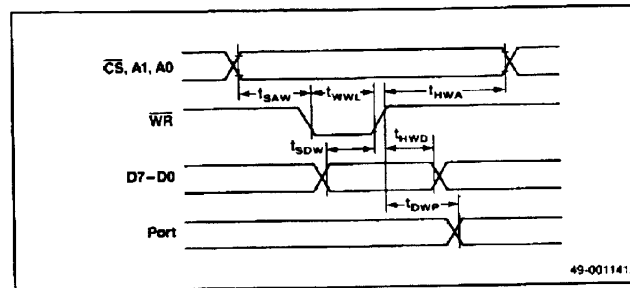 CS, A1, A0
tSAW
tWWL
tHWA
WR
tSDW
tHWD
D7–D0
tDWP
Port
49-001141